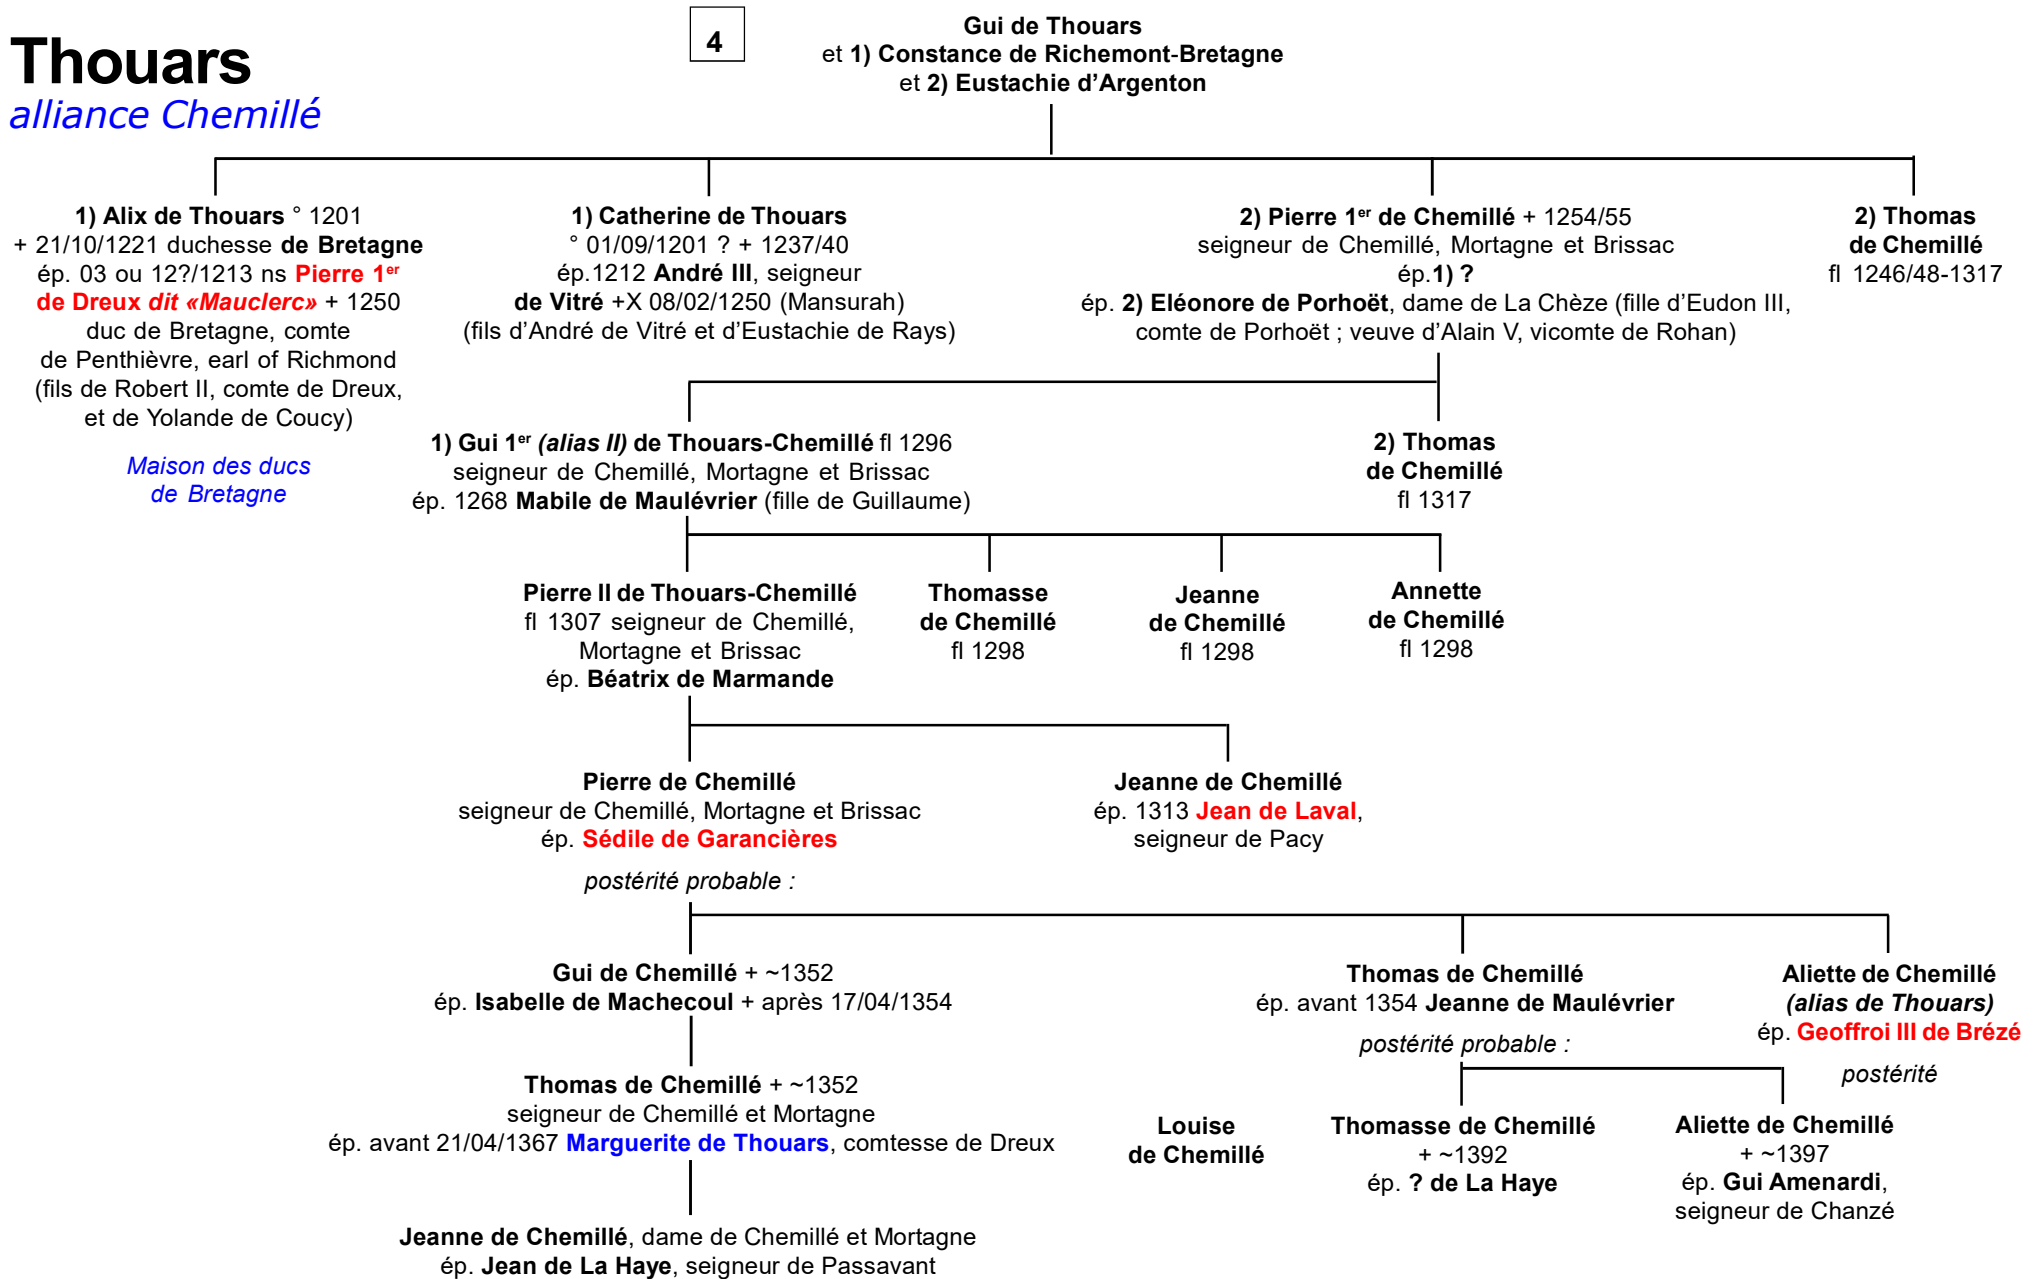 Thouars
alliance Chemillé
4
Gui de Thouars
et 1) Constance de Richemont-Bretagne
et 2) Eustachie d’Argenton
1) Alix de Thouars ° 1201
+ 21/10/1221 duchesse de Bretagne
ép. 03 ou 12?/1213 ns Pierre 1er
de Dreux dit «Mauclerc» + 1250
duc de Bretagne, comte
de Penthièvre, earl of Richmond
(fils de Robert II, comte de Dreux,
et de Yolande de Coucy)
Maison des ducs
de Bretagne
1) Catherine de Thouars
° 01/09/1201 ? + 1237/40
ép.1212 André III, seigneur
de Vitré +X 08/02/1250 (Mansurah)
(fils d’André de Vitré et d’Eustachie de Rays)
2) Pierre 1er de Chemillé + 1254/55
seigneur de Chemillé, Mortagne et Brissac
ép.1) ?
ép. 2) Eléonore de Porhoët, dame de La Chèze (fille d’Eudon III,
comte de Porhoët ; veuve d’Alain V, vicomte de Rohan)
2) Thomas
de Chemillé
fl 1246/48-1317
1) Gui 1er (alias II) de Thouars-Chemillé fl 1296
seigneur de Chemillé, Mortagne et Brissac
ép. 1268 Mabile de Maulévrier (fille de Guillaume)
2) Thomas
de Chemillé
fl 1317
Pierre II de Thouars-Chemillé
fl 1307 seigneur de Chemillé,
Mortagne et Brissac
ép. Béatrix de Marmande
Thomasse
de Chemillé
fl 1298
Jeanne
de Chemillé
fl 1298
Annette
de Chemillé
fl 1298
Pierre de Chemillé
seigneur de Chemillé, Mortagne et Brissac
ép. Sédile de Garancières
postérité probable :
Jeanne de Chemillé
ép. 1313 Jean de Laval,
seigneur de Pacy
Gui de Chemillé + ~1352
ép. Isabelle de Machecoul + après 17/04/1354
Thomas de Chemillé
ép. avant 1354 Jeanne de Maulévrier
postérité probable :
Aliette de Chemillé
(alias de Thouars)
ép. Geoffroi III de Brézé
postérité
Thomas de Chemillé + ~1352
seigneur de Chemillé et Mortagne
ép. avant 21/04/1367 Marguerite de Thouars, comtesse de Dreux
Louise
de Chemillé
Thomasse de Chemillé
+ ~1392
ép. ? de La Haye
Aliette de Chemillé
+ ~1397
ép. Gui Amenardi,
seigneur de Chanzé
Jeanne de Chemillé, dame de Chemillé et Mortagne
ép. Jean de La Haye, seigneur de Passavant